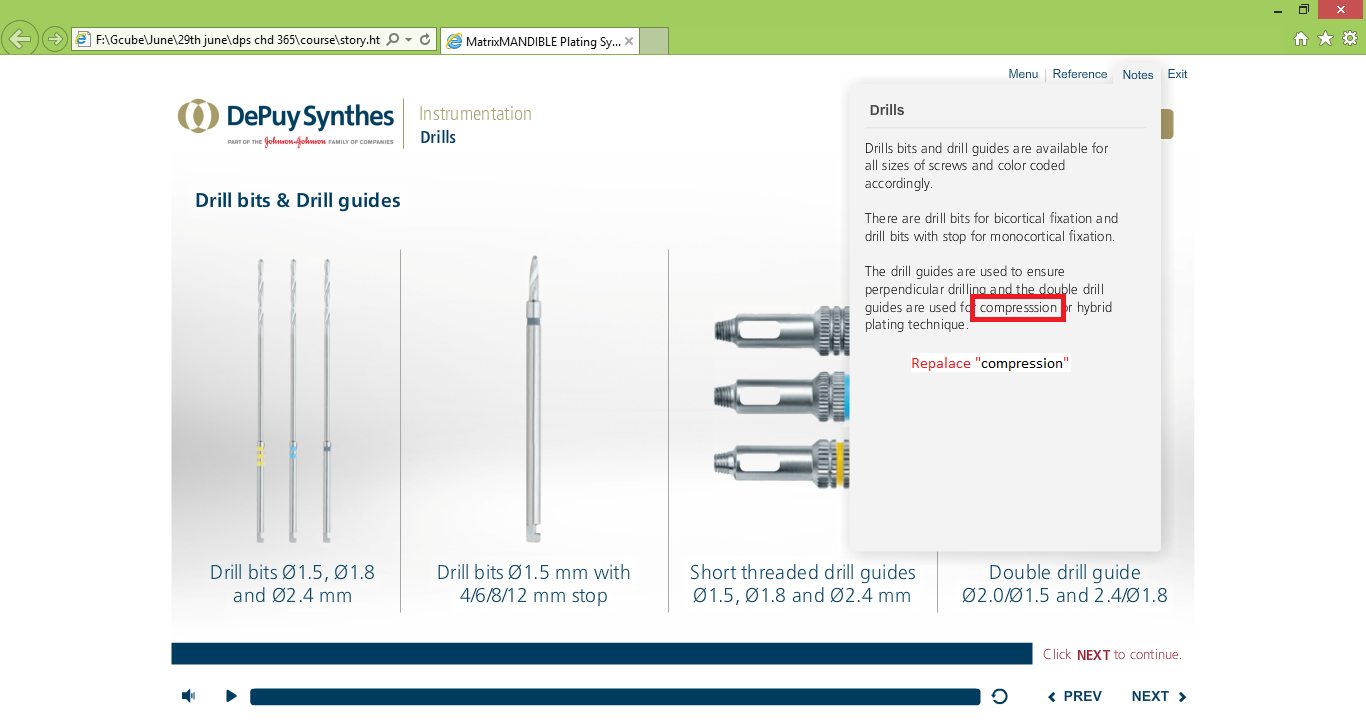 F:\Gcube\June\29th june\dps chd 365\course\story.ht
MatrixMANDIBLE Plating Sy...
Menu | Reference Notes Exit
DePuy Synthes
PART OF THE Johnson & Johnson FAMILY OF COMPANIES
Instrumentation
Drills
Drill bits & Drill guides
Drills
Drills bits and drill guides are available for
all sizes of screws and color coded
accordingly.
There are drill bits for bicortical fixation and
drill bits with stop for monocortical fixation.
The drill guides are used to ensure
perpendicular drilling and the double drill
guides are used for compresssion or hybrid
plating technique.
Repalace "compression"
Drill bits Ø1.5, Ø1.8
and Ø2.4 mm
Drill bits Ø1.5 mm with
4/6/8/12 mm stop
Short threaded drill guides
Ø1.5, Ø1.8 and Ø2.4 mm
Double drill guide
Ø2.0/Ø1.5 and 2.4/Ø1.8
Click NEXT to continue.
PREV
NEXT